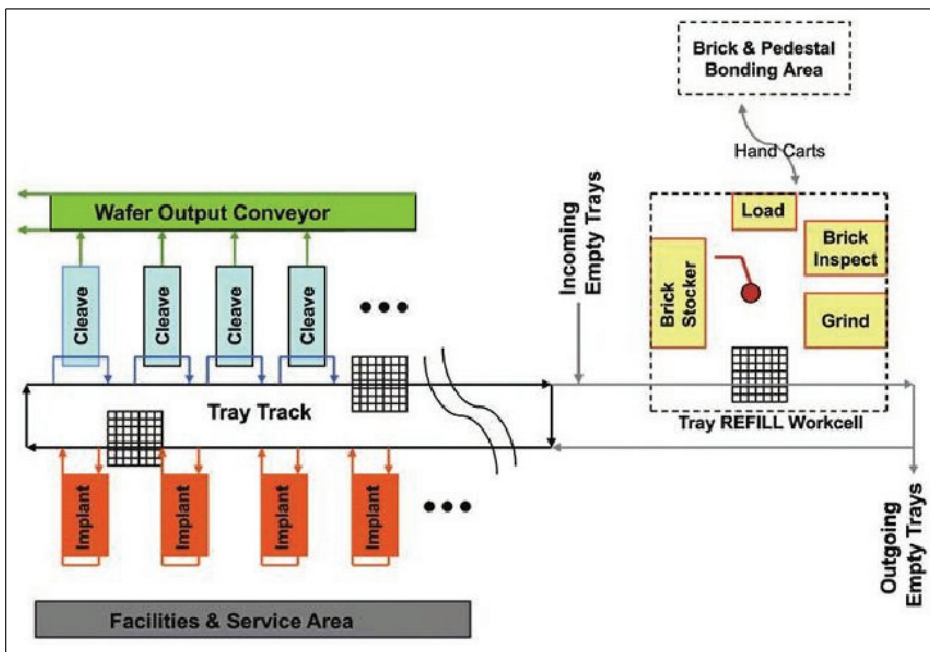 Brick & Pedestal
Bonding Area
Hand Carts
Wafer Output Conveyor
Cleave
Cleave
Cleave
Cleave
Incoming
Empty Trays
Load
Brick
Inspect
Brick
Stocker
Grind
Tray Track
Tray REFILL Workcell
Implant
Implant
Implant
Implant
Outgoing
Empty Trays
Facilities & Service Area